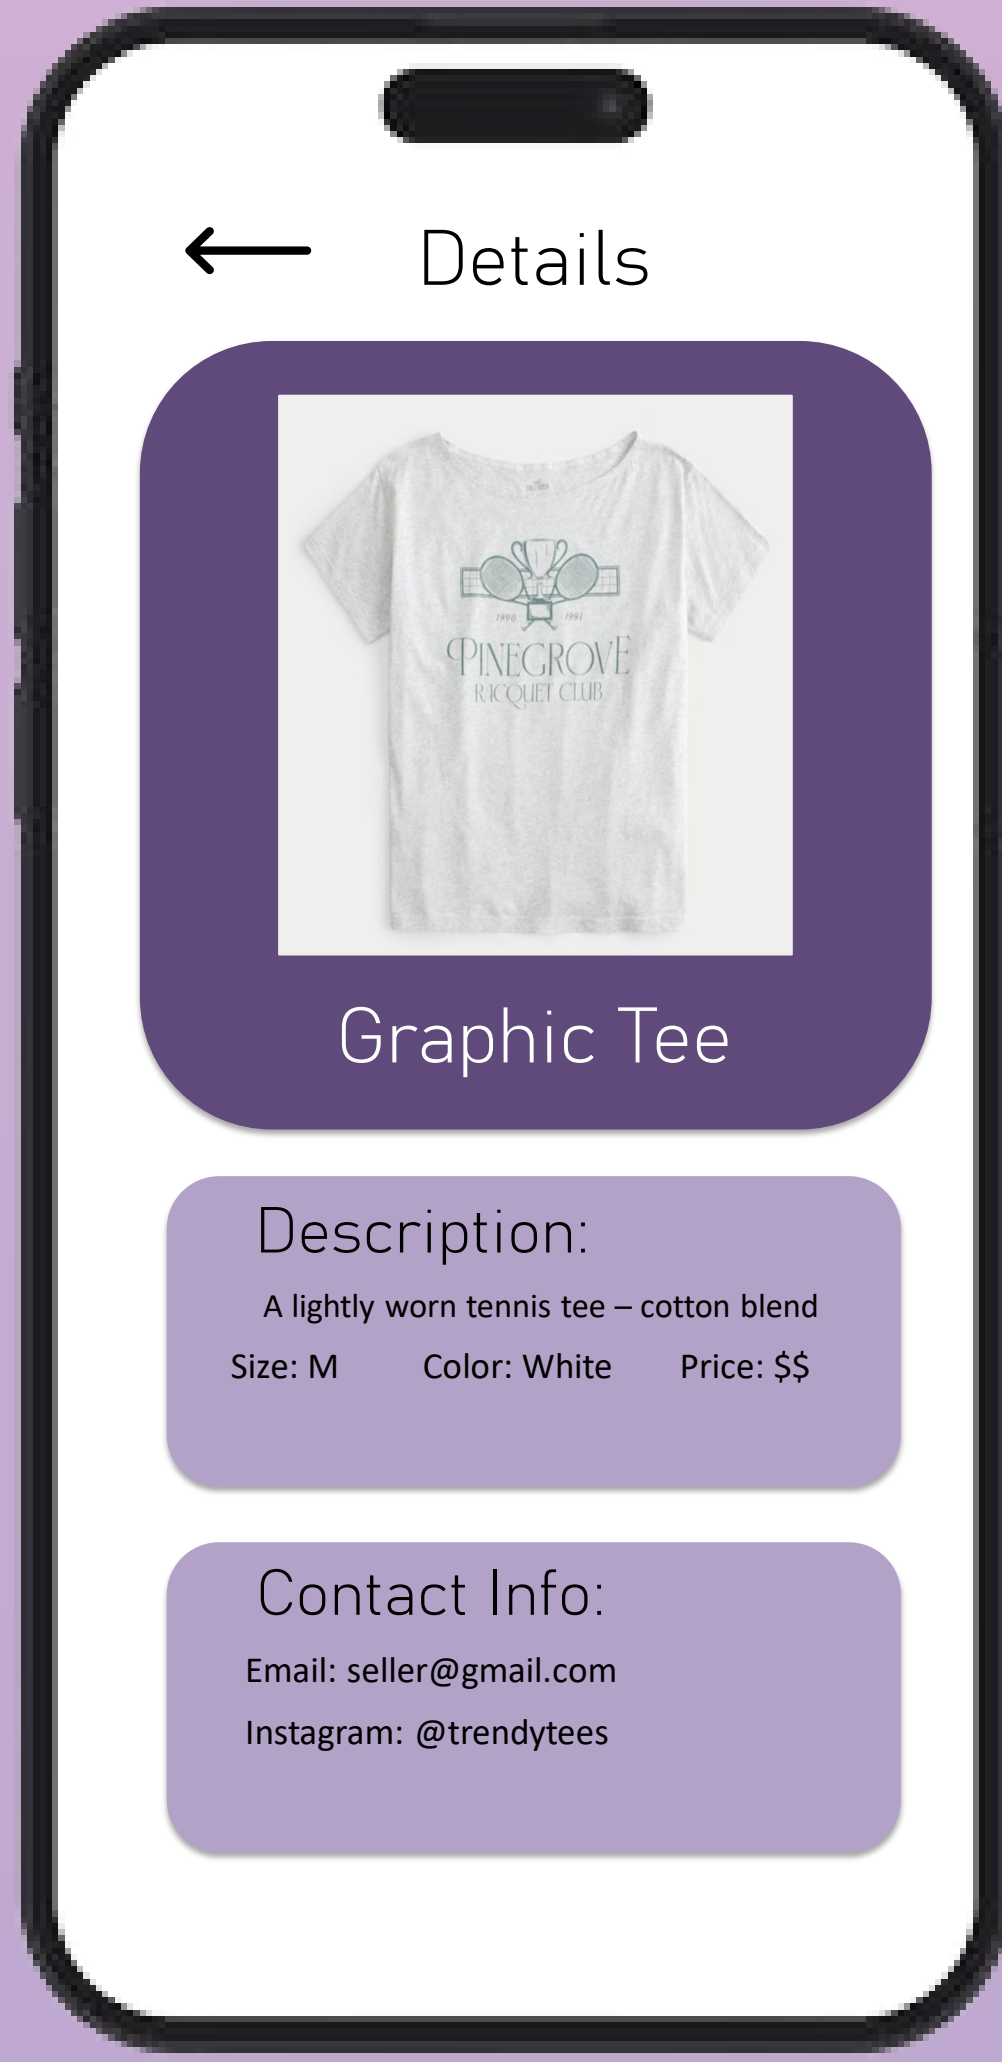 Details
1990 1991
PINEGROVE
RACQUET CLUB
Graphic Tee
Description:
A lightly worn tennis tee – cotton blend
Size: M Color: White Price: $$
Contact Info:
Email: seller@gmail.com
Instagram: @trendytees